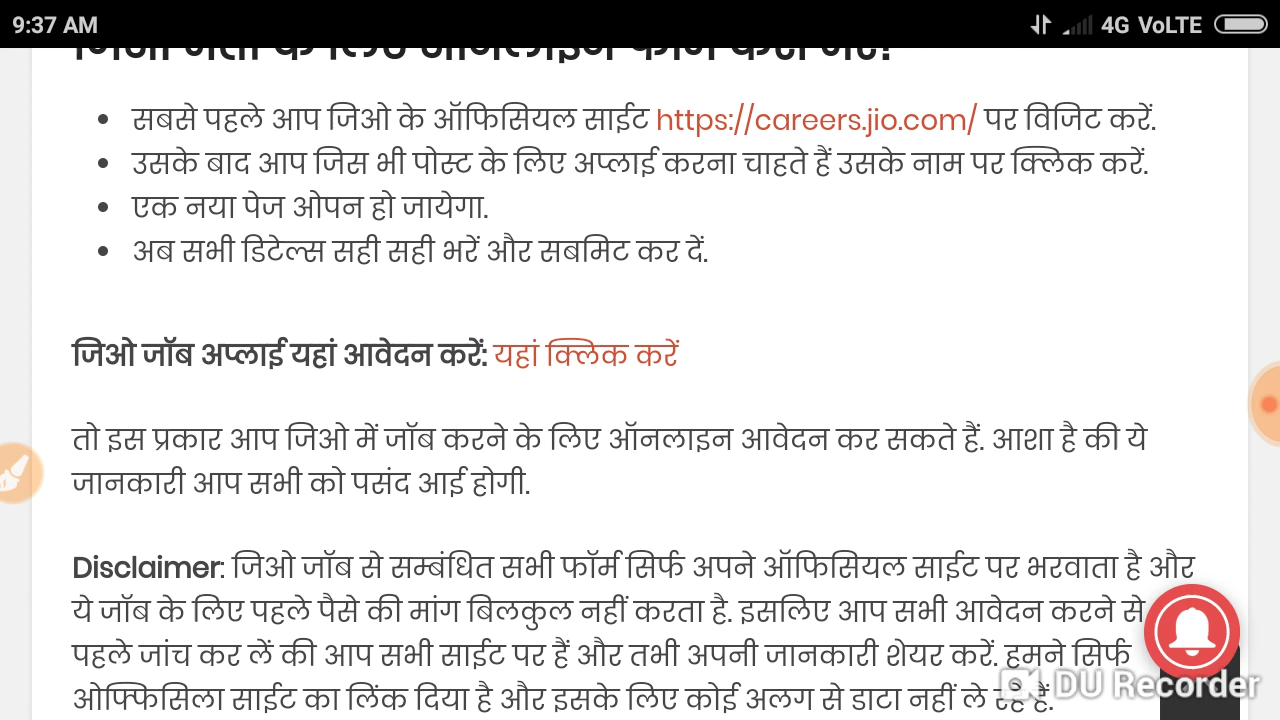 9:37 AM
4G VoLTE
जिओ भर्ती के लिए ऑनलाइन फॉर्म कैसे भरें?
• सबसे पहले आप जिओ के ऑफिसियल साईट https://careers.jio.com/ पर विजिट करें.
• उसके बाद आप जिस भी पोस्ट के लिए अप्लाई करना चाहते हैं उसके नाम पर क्लिक करें.
• एक नया पेज ओपन हो जायेगा.
• अब सभी डिटेल्स सही सही भरें और सबमिट कर दें.
जिओ जॉब अप्लाई यहां आवेदन करें: यहां क्लिक करें
तो इस प्रकार आप जिओ में जॉब करने के लिए ऑनलाइन आवेदन कर सकते हैं. आशा है की ये
जानकारी आप सभी को पसंद आई होगी.
Disclaimer: जिओ जॉब से सम्बंधित सभी फॉर्म सिर्फ अपने ऑफिसियल साईट पर भरवाता है और
ये जॉब के लिए पहले पैसे की मांग बिलकुल नहीं करता है. इसलिए आप सभी आवेदन करने से
पहले जांच कर लें की आप सभी साईट पर हैं और तभी अपनी जानकारी शेयर करें. हमने सिर्फ
ओफ्फिसिला साईट का लिंक दिया है और इसके लिए कोई अलग से डाटा नहीं ले रहे हैं.
DU Recorder